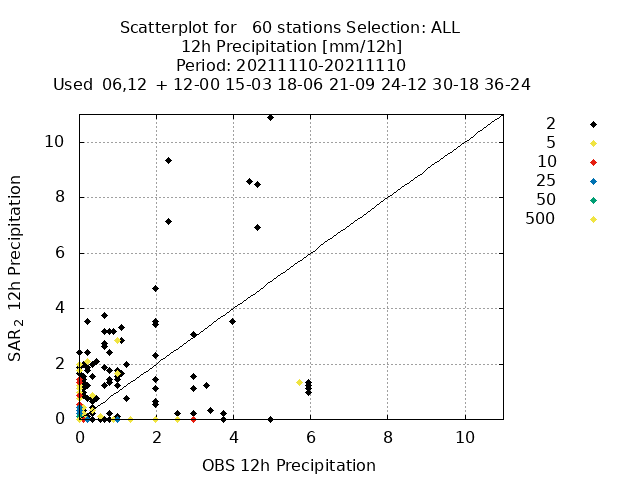 Scatterplot for   60 stations Selection: ALL
12h Precipitation [mm/12h]
Period: 20211110-20211110
Used  06,12  + 12-00 15-03 18-06 21-09 24-12 30-18 36-24
2
5
10
25
50
500
10
8
6
4
2
0
SAR2 12h Precipitation
0 2 4 6 8 10
OBS 12h Precipitation